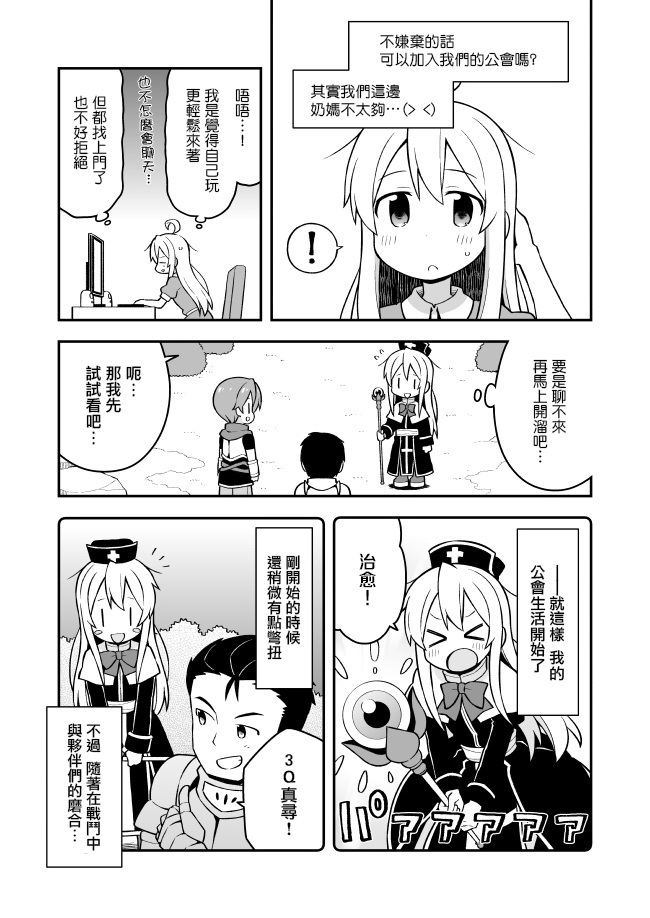 不嫌棄的話
可以加入我們的公會嗎?
其實我們這邊
奶媽不太夠…(> <)
!
唔唔…!
我是覺得自己玩
更輕鬆來著
也不怎麼會聊天…
但都找上門了
也不好拒絕
要是聊不來
再馬上開溜吧…
呃…
那我先
試試看吧…
──就這樣 我的
公會生活開始了
治愈!
パアアアアア
剛開始的時候
還稍微有點彆扭
3Q
真尋!
不過 隨著在戰鬥中
與夥伴們的磨合…